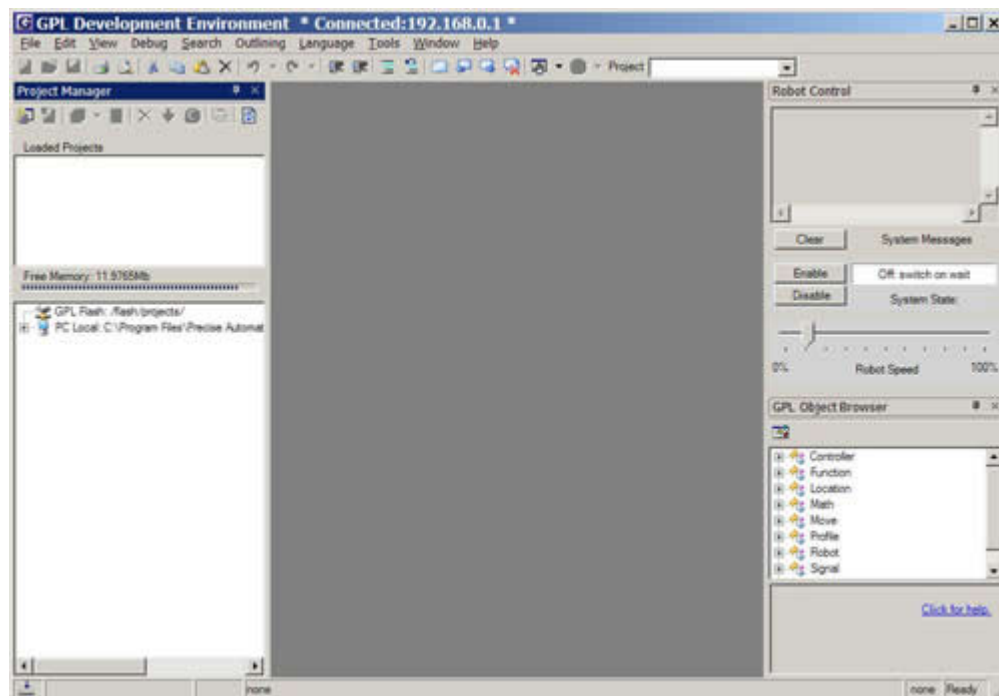 GPL Development Environment * Connected:192.168.0.1 *
File Edit View Debug Search Outlining Language Tools Window Help
Project
Project Manager
Loaded Projects
Free Memory: 11.9765Mb
GPL Flash: /flash/projects/
PC Local: C:\Program Files\Precise Automat
Robot Control
Clear System Messages
Enable Off: switch on wait
Disable System State:
0% Robot Speed 100%
GPL Object Browser
Controller
Function
Location
Math
Move
Profile
Robot
Signal
Click for help.
none none Ready